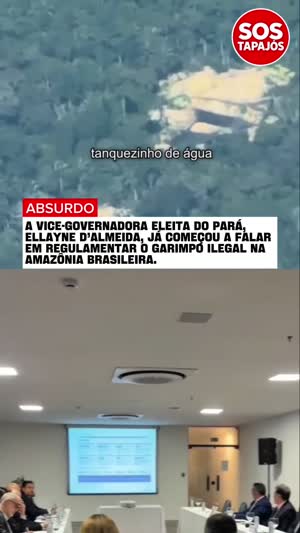 SOS
TAPAJÓS
tanquezinho de água
ABSURDO
A VICE-GOVERNADORA ELEITA DO PARÁ,
ELLAYNE D'ALMEIDA, JÁ COMEÇOU A FALAR
EM REGULAMENTAR O GARIMPO ILEGAL NA
AMAZÔNIA BRASILEIRA.